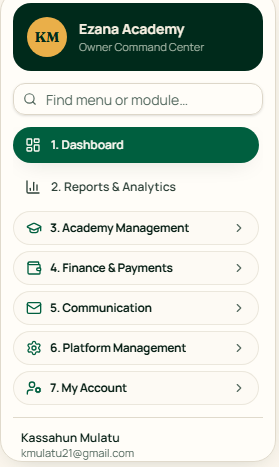 KM
Ezana Academy
Owner Command Center
Find menu or module...
1. Dashboard
2. Reports & Analytics
3. Academy Management
4. Finance & Payments
5. Communication
6. Platform Management
7. My Account
Kassahun Mulatu
kmulatu21@gmail.com